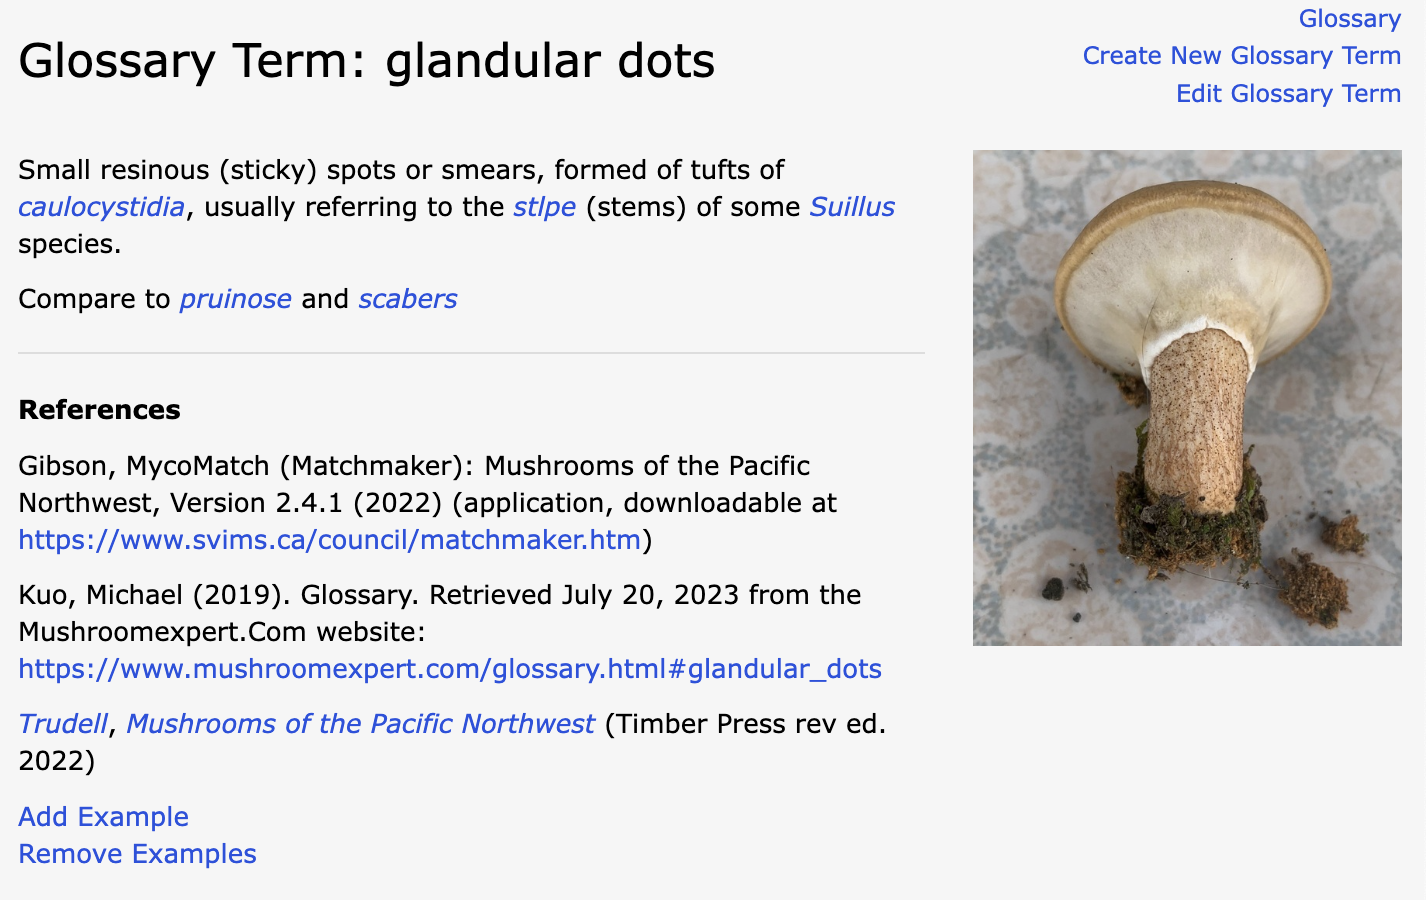 Glossary
Create New Glossary Term
Edit Glossary Term
Glossary Term: glandular dots
Small resinous (sticky) spots or smears, formed of tufts of
caulocystidia, usually referring to the stlpe (stems) of some Suillus
species.
Compare to pruinose and scabers
References
Gibson, MycoMatch (Matchmaker): Mushrooms of the Pacific
Northwest, Version 2.4.1 (2022) (application, downloadable at
https://www.svims.ca/council/matchmaker.htm)
Kuo, Michael (2019). Glossary. Retrieved July 20, 2023 from the
Mushroomexpert.Com website:
https://www.mushroomexpert.com/glossary.html#glandular_dots
Trudell, Mushrooms of the Pacific Northwest (Timber Press rev ed.
2022)
Add Example
Remove Examples